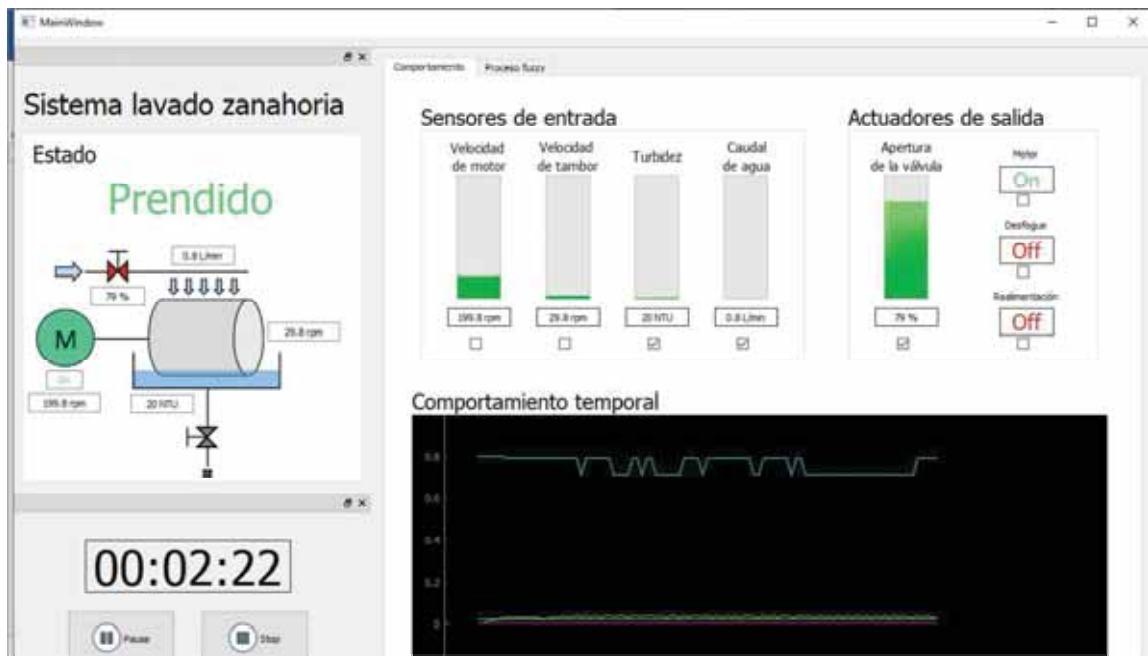 MainWindow
Sistema lavado zanahoria
Estado
Prendido
0.8 L/min
79 %
M
29.8 rpm
On
199.8 rpm
20 NTU
00:02:22
Pause
Stop
Comportamiento
Proceso fuzzy
Sensores de entrada
Velocidad de motor
Velocidad de tambor
Turbidez
Caudal de agua
199.8 rpm
29.8 rpm
20 NTU
0.8 L/min
Actuadores de salida
Apertura de la válvula
79 %
Motor
On
Desfogue
Off
Realimentación
Off
Comportamiento temporal
0.8
0.6
0.4
0.2
0